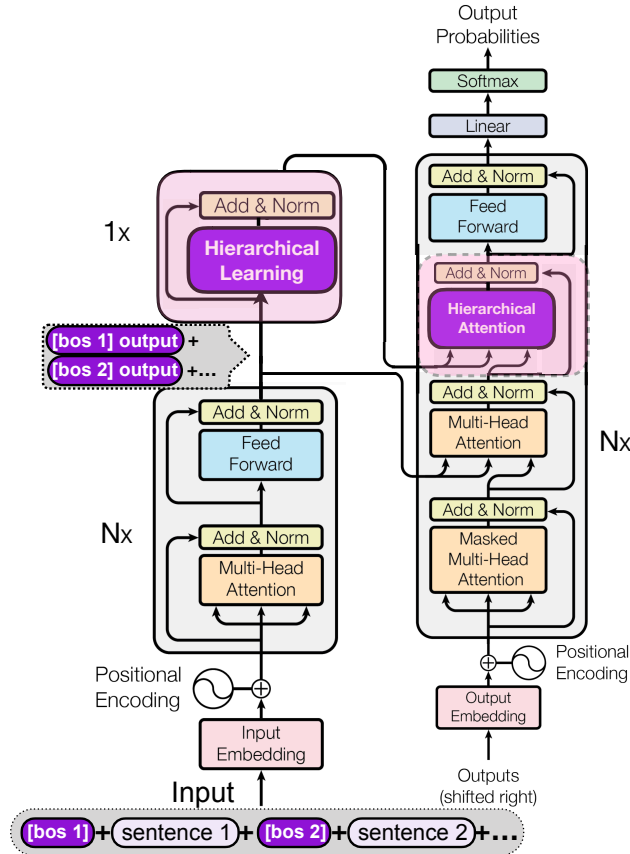 Output
Probabilities
Softmax
Linear
Add & Norm
Feed
Forward
Add & Norm
Hierarchical
Attention
Add & Norm
Multi-Head
Attention
Nx
Add & Norm
Masked
Multi-Head
Attention
Positional
Encoding
Output
Embedding
Outputs
(shifted right)
1x
Add & Norm
Hierarchical
Learning
[bos 1] output +
[bos 2] output +...
Add & Norm
Feed
Forward
Nx
Add & Norm
Multi-Head
Attention
Positional
Encoding
Input
Embedding
Input
[bos 1] + sentence 1 + [bos 2] + sentence 2 +...